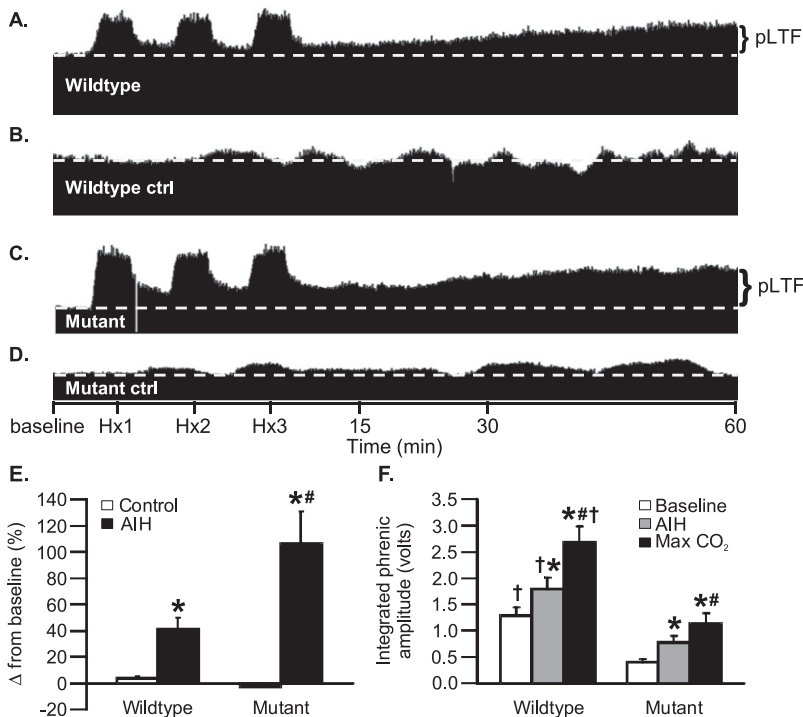 A.
pLTF
Wildtype
B.
Wildtype ctrl
C.
pLTF
Mutant
D.
Mutant ctrl
baseline Hx1 Hx2 Hx3 15 30 60
Time (min)
E.
Δ from baseline (%)
140
120
100
80
60
40
20
0
-20
Control
AIH
*
*#
Wildtype Mutant
F.
Integrated phrenic
amplitude (volts)
3.5
3.0
2.5
2.0
1.5
1.0
0.5
0.0
Baseline
AIH
Max CO₂
†
†*
*#†
*
*#
Wildtype Mutant